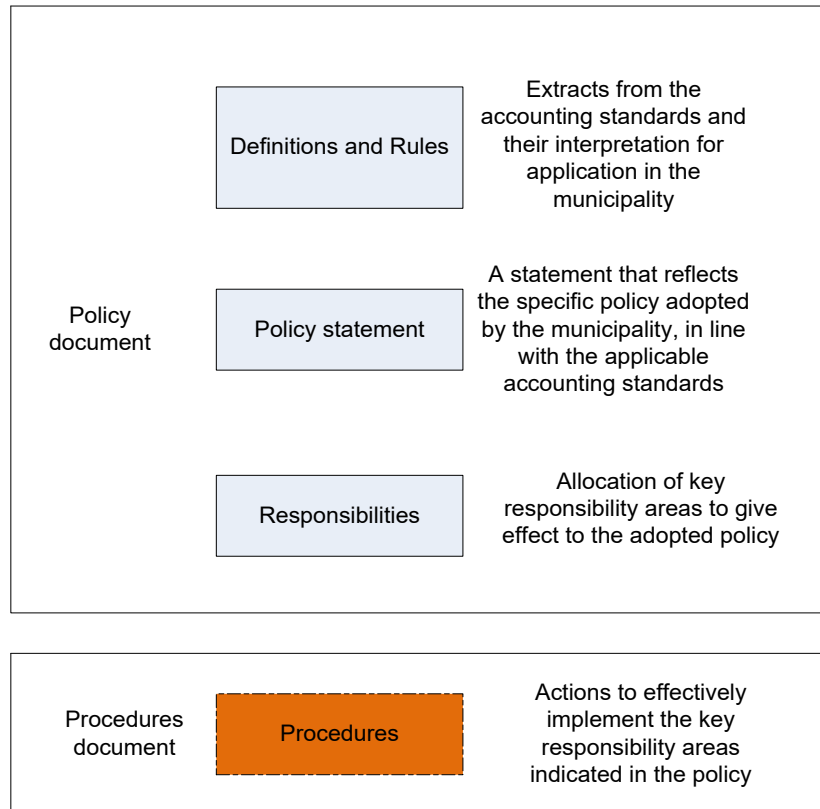 Definitions and Rules
Extracts from the
accounting standards and
their interpretation for
application in the
municipality
Policy
document
Policy statement
A statement that reflects
the specific policy adopted
by the municipality, in line
with the applicable
accounting standards
Responsibilities
Allocation of key
responsibility areas to give
effect to the adopted policy
Procedures
document
Procedures
Actions to effectively
implement the key
responsibility areas
indicated in the policy